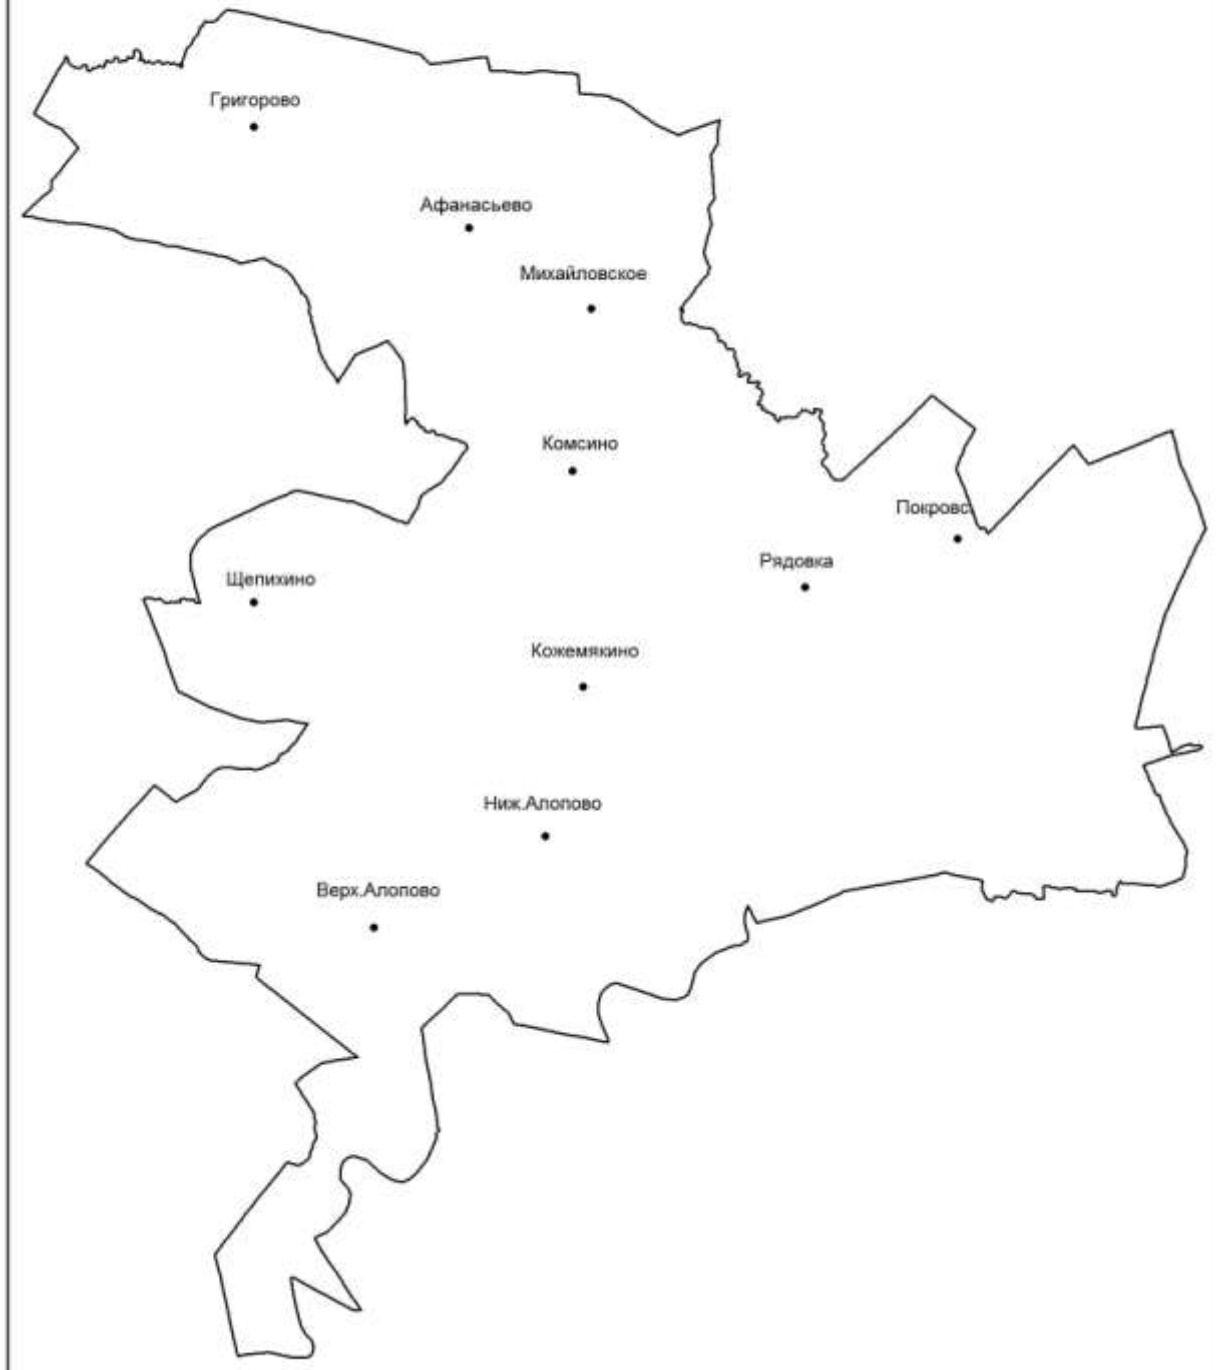 Григорово
Афанасьево
Михайловское
Комсино
Покровс
Рядовка
Щепихино
Кожемякино
Ниж.Алопово
Верх.Алопово